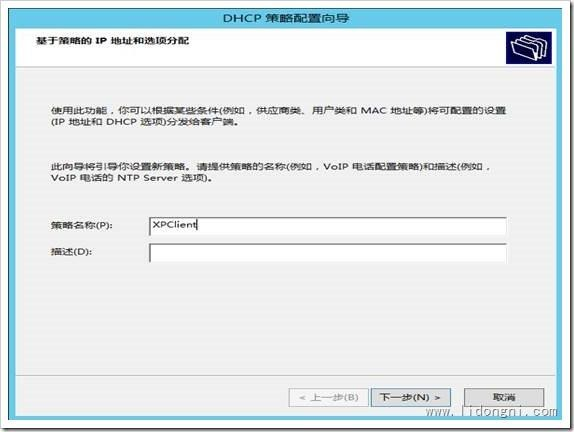 DHCP 策略配置向导
基于策略的 IP 地址和选项分配
使用此功能，你可以根据某些条件(例如，供应商类、用户类和 MAC 地址等)将可配置的设置
(IP 地址和 DHCP 选项)分发给客户端。
此向导将引导你设置新策略。请提供策略的名称(例如，VoIP 电话配置策略)和描述(例如，
VoIP 电话的 NTP Server 选项)。
策略名称(P): XPClient
描述(D):
< 上一步(B) 下一步(N) > 取消
www.lidongni.com